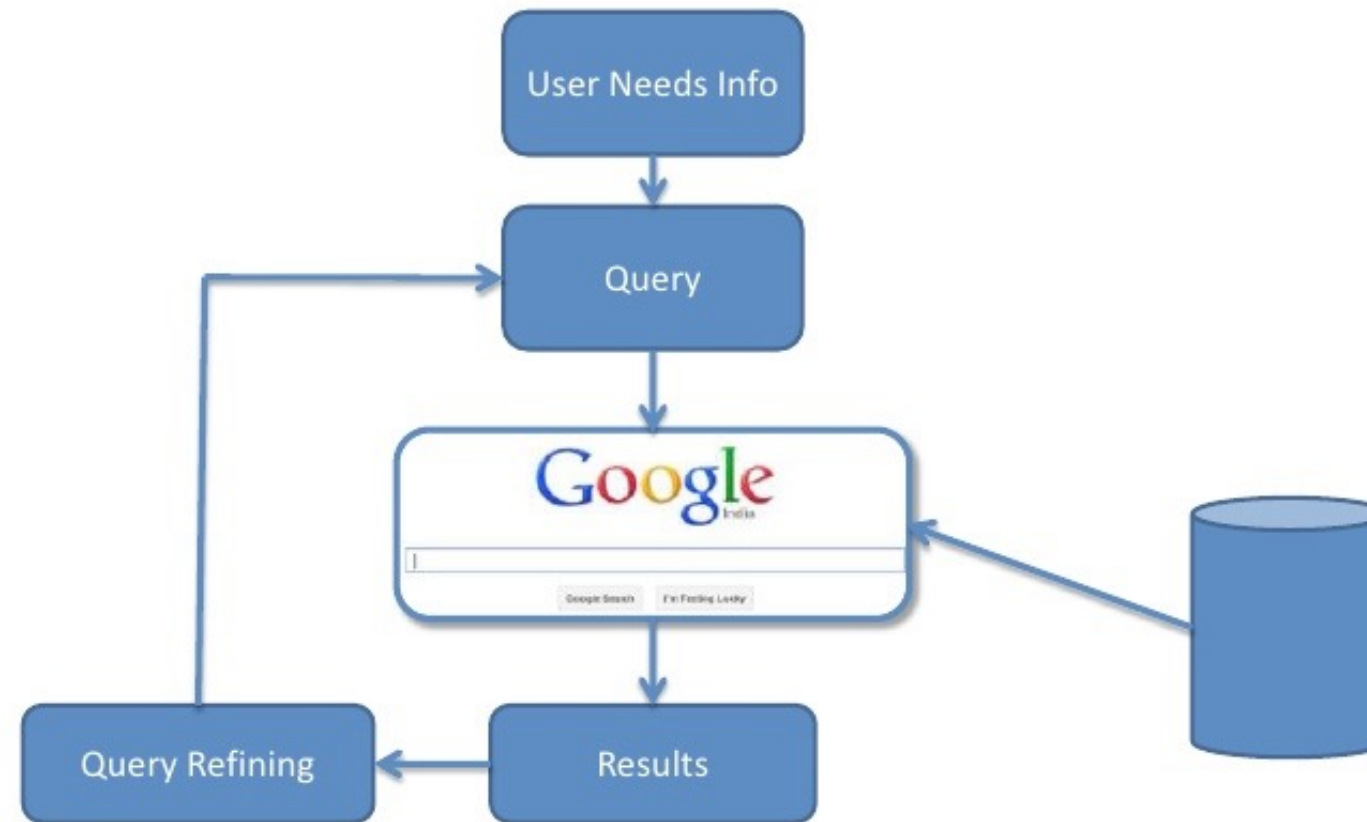 User Needs Info
Query
Google
India
Google Search
I'm Feeling Lucky
Query Refining
Results